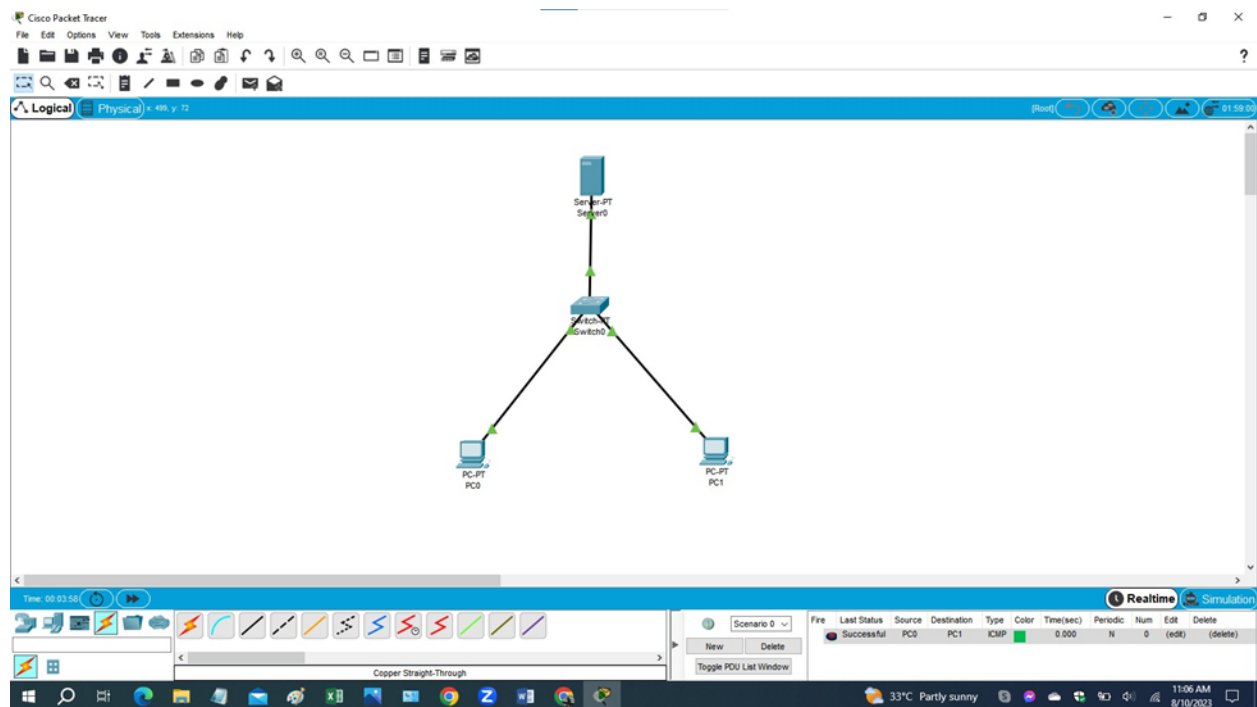 Cisco Packet Tracer
File Edit Options View Tools Extensions Help
?
Logical Physical x: 499, y: 72 [Root] 01:59:00
Server-PT
Server0
Switch-PT
Switch0
PC-PT
PC0
PC-PT
PC1
Time: 00:03:58 Realtime Simulation
Scenario 0 Fire Last Status Source Destination Type Color Time(sec) Periodic Num Edit Delete
Successful PC0 PC1 ICMP 0.000 N 0 (edit) (delete)
New Delete
Toggle PDU List Window
Copper Straight-Through
33°C Partly sunny 11:06 AM
8/10/2023